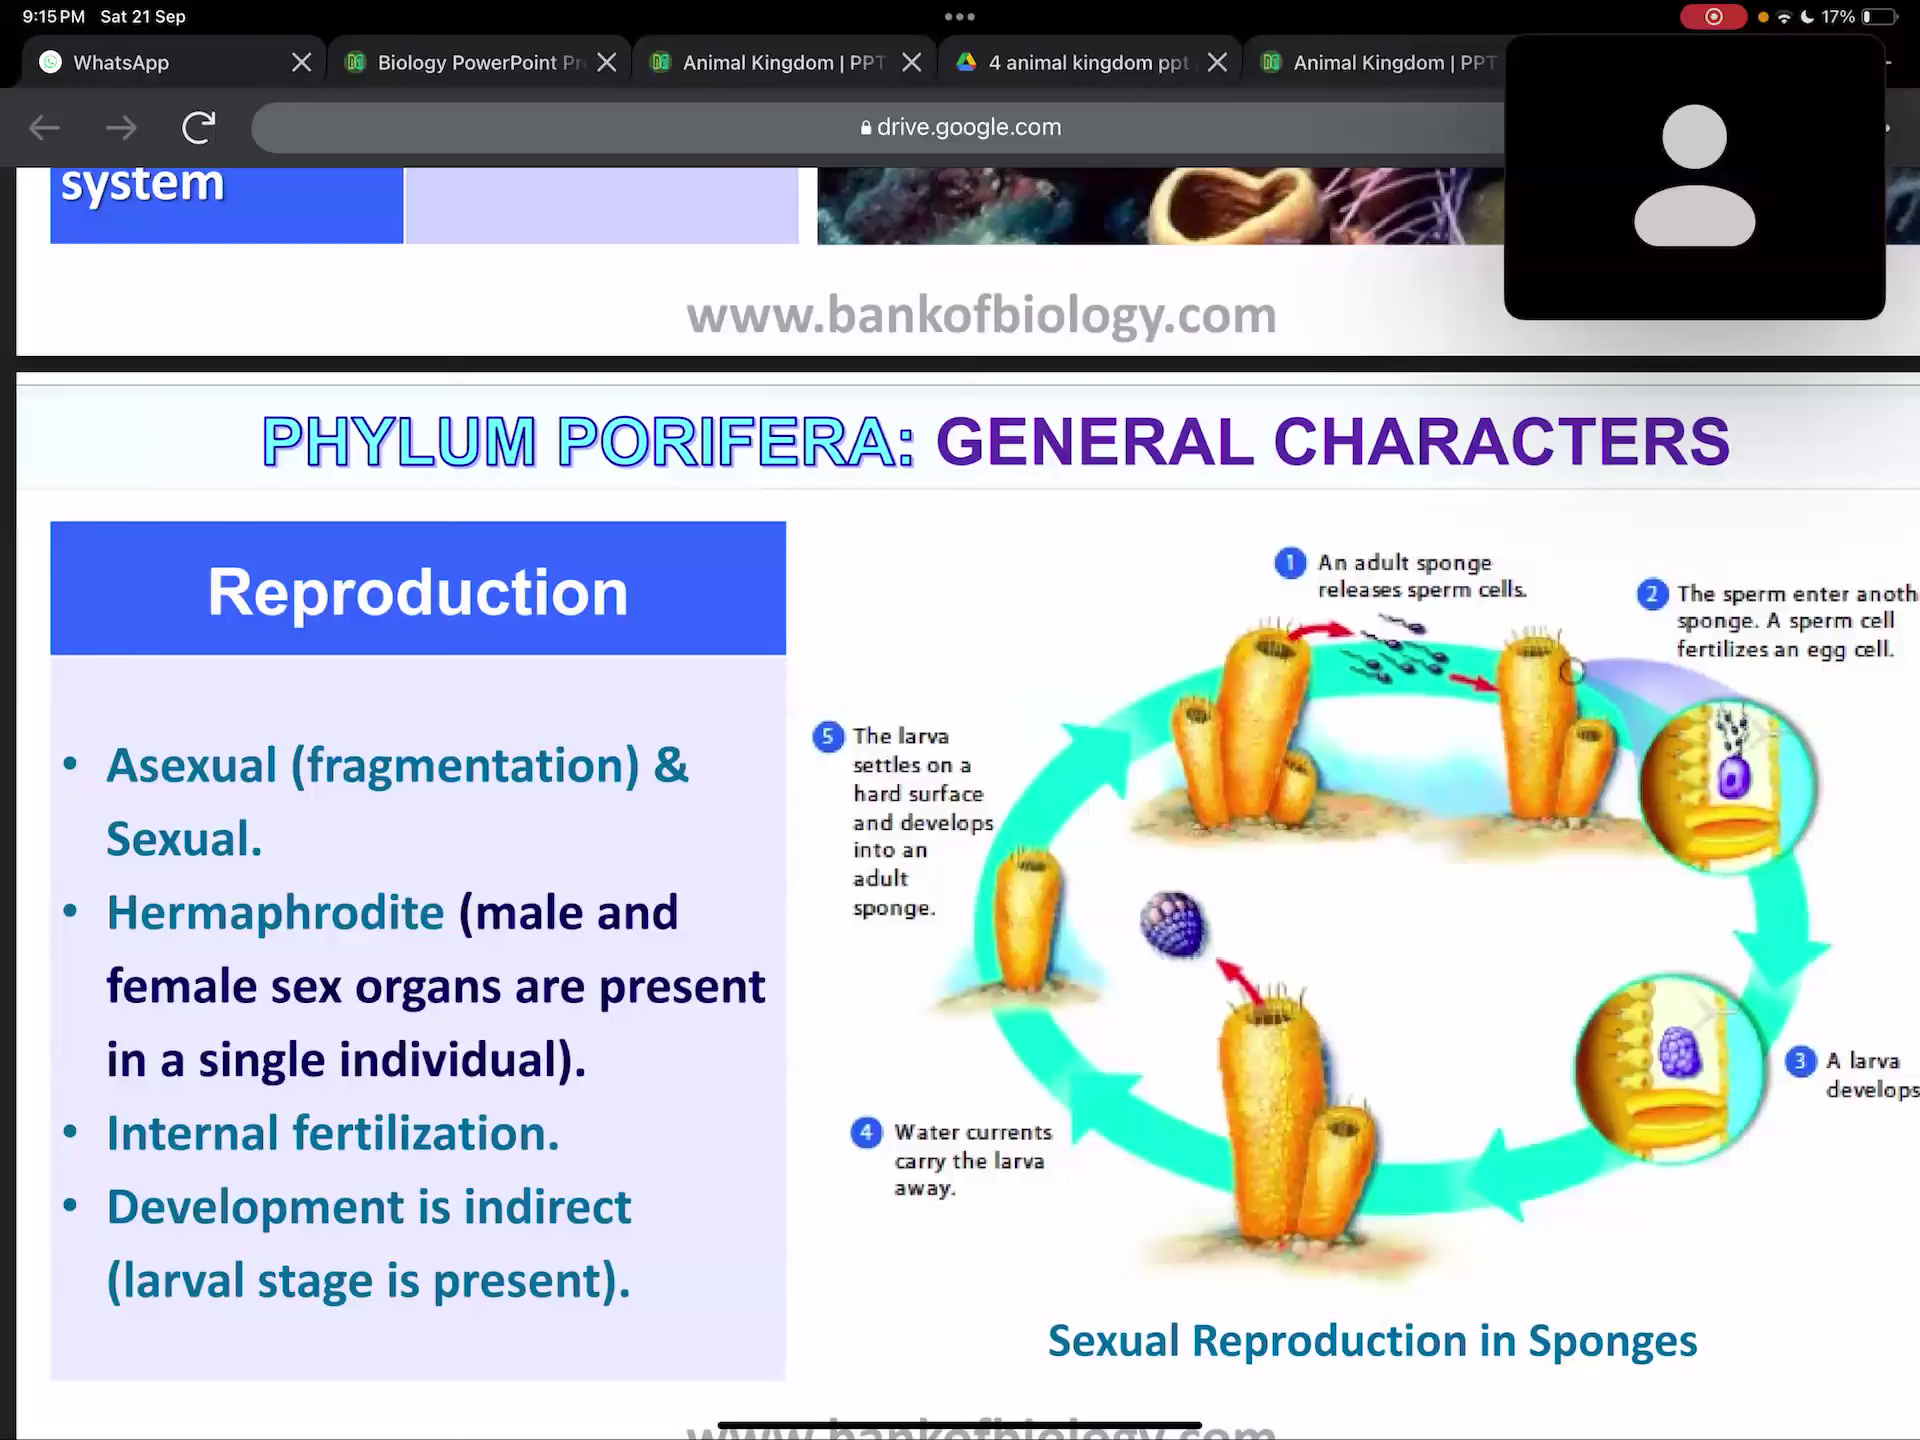 9:15 PM Sat 21 Sep
17%
WhatsApp
Biology PowerPoint Pr
Animal Kingdom | PPT
4 animal kingdom ppt
Animal Kingdom | PPT
drive.google.com
system
www.bankofbiology.com
PHYLUM PORIFERA: GENERAL CHARACTERS
Reproduction
• Asexual (fragmentation) &
Sexual.
• Hermaphrodite (male and
female sex organs are present
in a single individual).
• Internal fertilization.
• Development is indirect
(larval stage is present).
1 An adult sponge
releases sperm cells.
2 The sperm enter anoth
sponge. A sperm cell
fertilizes an egg cell.
3 A larva
develops
4 Water currents
carry the larva
away.
5 The larva
settles on a
hard surface
and develops
into an
adult
sponge.
Sexual Reproduction in Sponges
www.bankofbiology.com